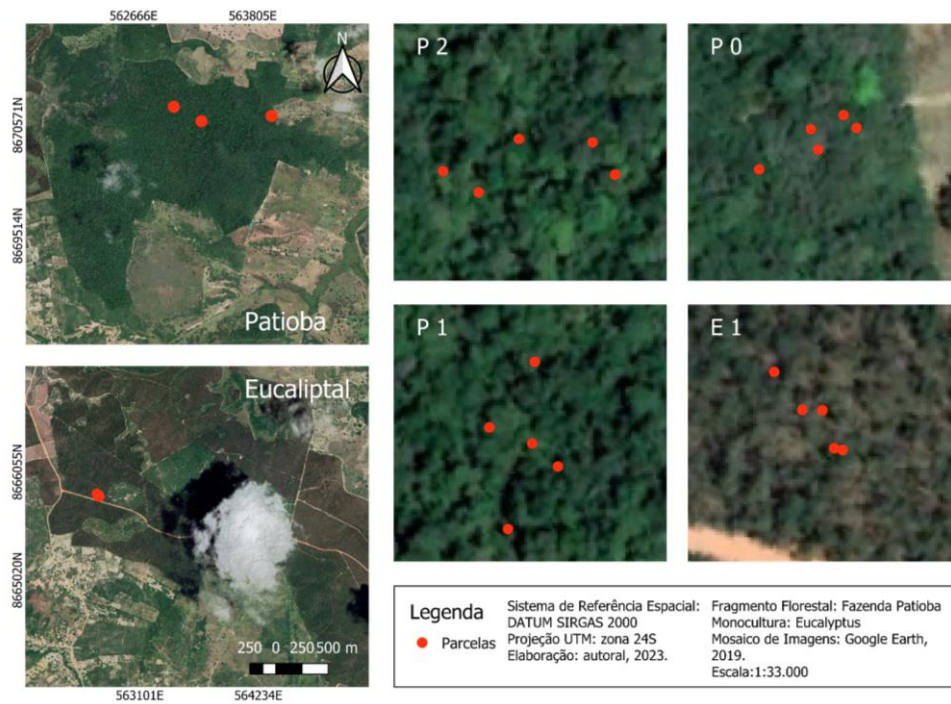 562666E 563805E
N
8670571N
8669514N
Patioba
P 2
P 0
P 1
E 1
Eucaliptal
8666055N
8665020N
250 0 250500 m
563101E 564234E
Legenda
Parcelas
Sistema de Referência Espacial:
DATUM SIRGAS 2000
Projeção UTM: zona 24S
Elaboração: autoral, 2023.
Fragmento Florestal: Fazenda Patioba
Monocultura: Eucalyptus
Mosaico de Imagens: Google Earth,
2019.
Escala:1:33.000